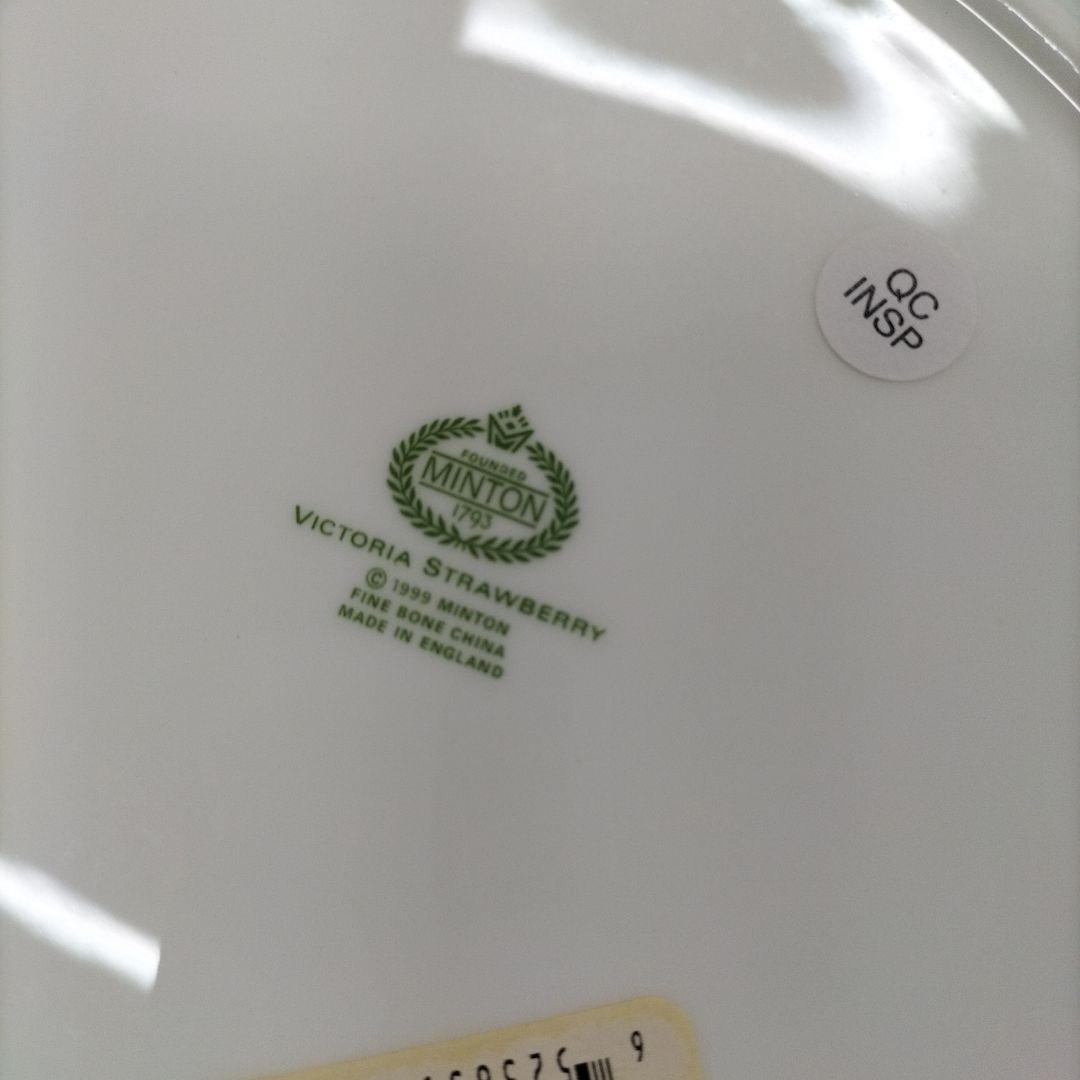 QC
INSP
FOUNDED
MINTON
1793
VICTORIA STRAWBERRY
© 1999 MINTON
FINE BONE CHINA
MADE IN ENGLAND